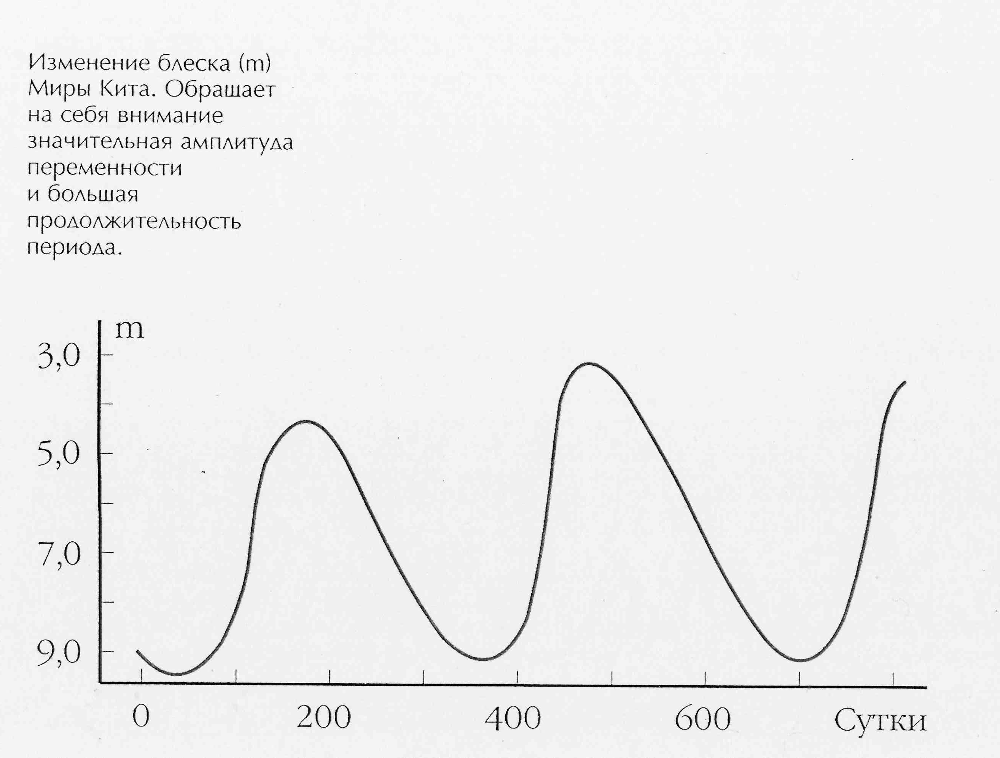 Изменение блеска (m)
Миры Кита. Обращает
на себя внимание
значительная амплитуда
переменности
и большая
продолжительность
периода.
m
3,0
5,0
7,0
9,0
0 200 400 600 Сутки